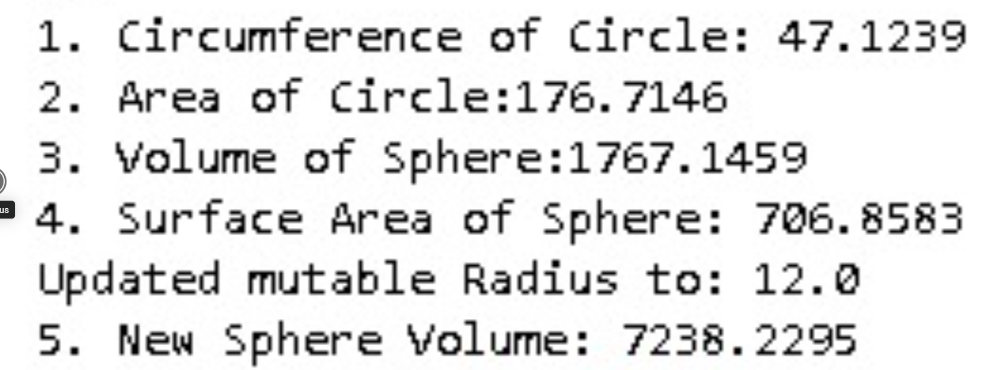 1. Circumference of Circle: 47.1239
2. Area of Circle:176.7146
3. Volume of Sphere:1767.1459
4. Surface Area of Sphere: 706.8583
us
Updated mutable Radius to: 12.0
5. New Sphere Volume: 7238.2295